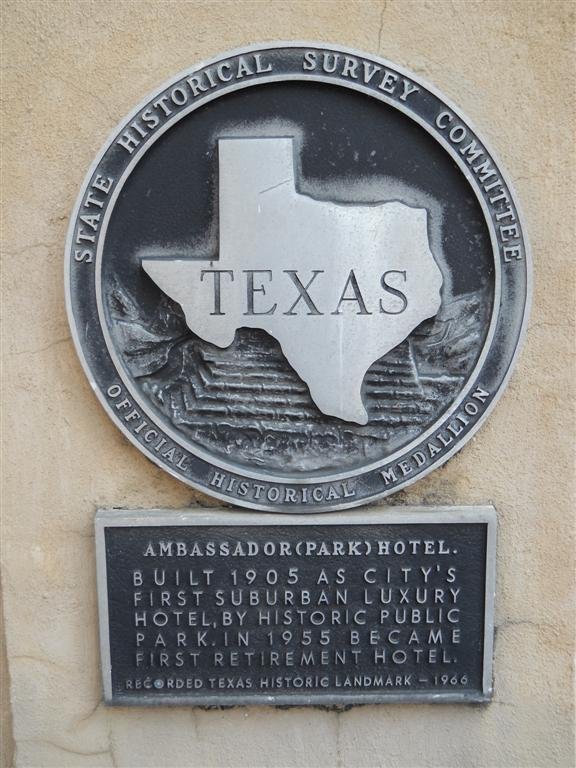 STATE HISTORICAL SURVEY COMMITTEE
TEXAS
OFFICIAL HISTORICAL MEDALLION
AMBASSADOR (PARK) HOTEL.
BUILT 1905 AS CITY'S
FIRST SUBURBAN LUXURY
HOTEL, BY HISTORIC PUBLIC
PARK. IN 1955 BECAME
FIRST RETIREMENT HOTEL.
RECORDED TEXAS HISTORIC LANDMARK - 1966